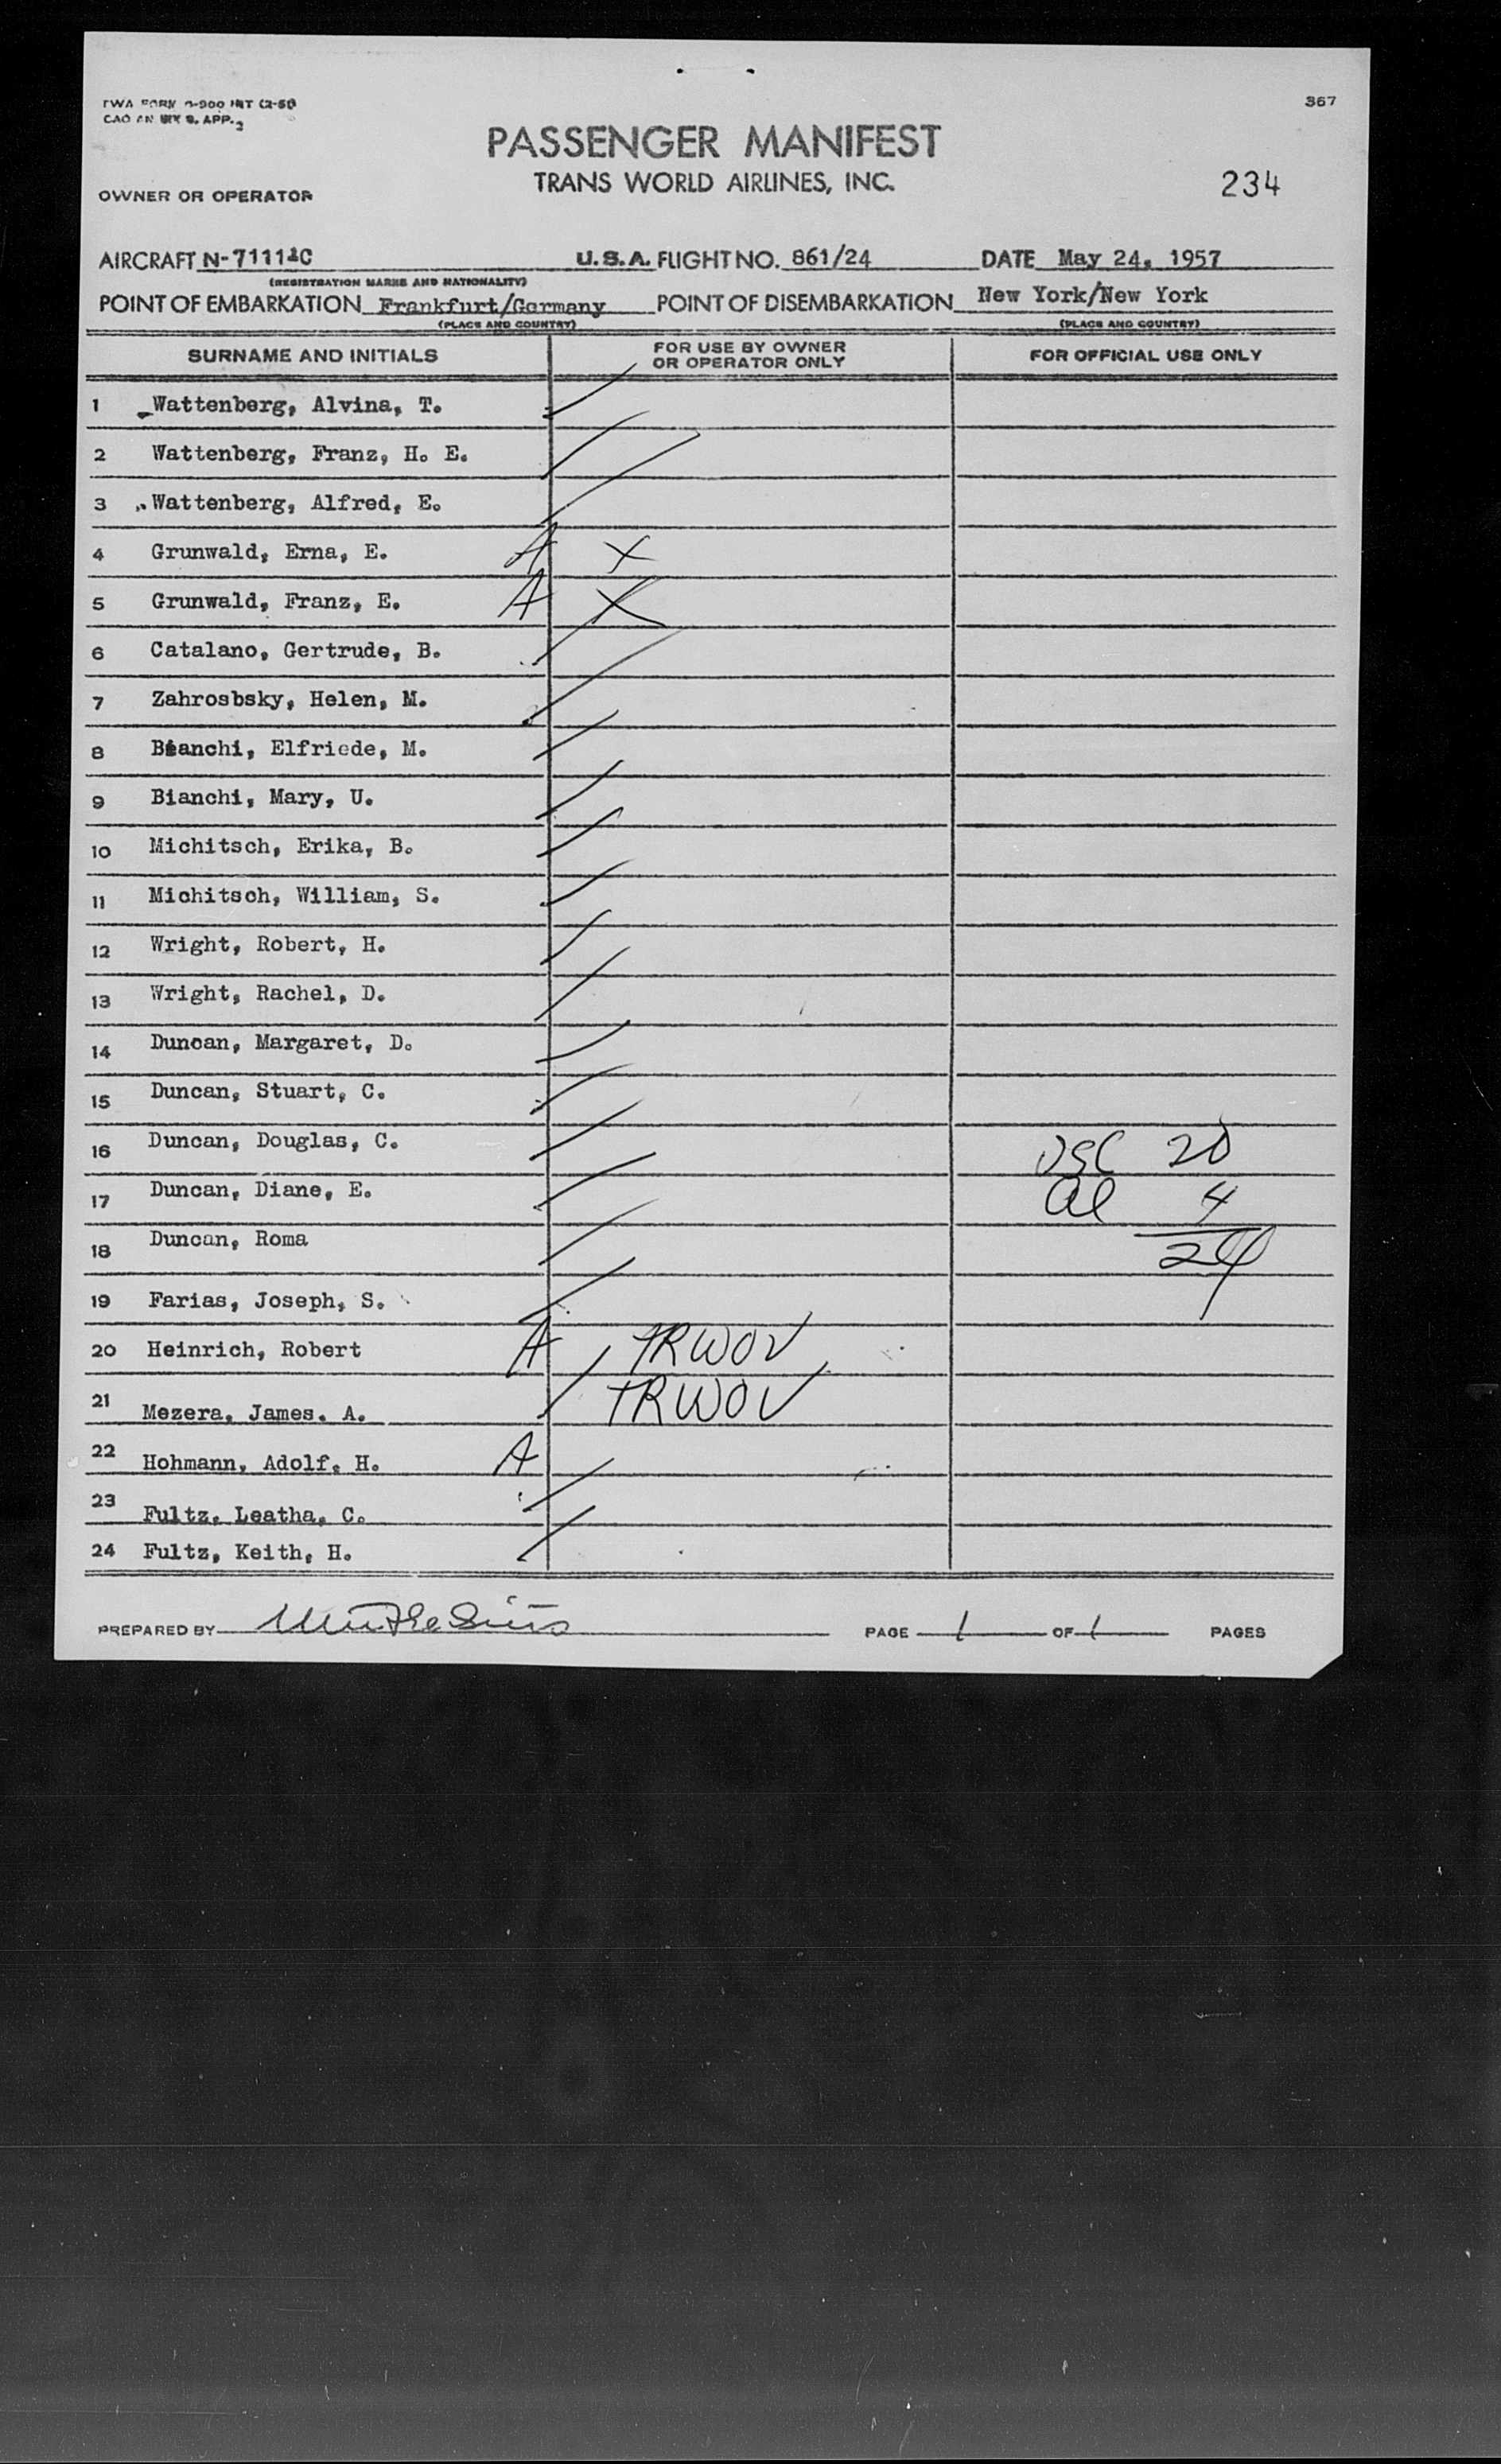 367
PASSENGER MANIFEST
TRANS WORLD AIRLINES, INC.
234
OWNER OR OPERATOR
AIRCRAFT U.S.A. FLIGHT NO. 861/24 DATE May 24, 1957
(REGISTRATION MARKS AND NATIONALITY)
POINT OF EMBARKATION Frankfurt/Germany POINT OF DISEMBARKATION New York/New York
(PLACE AND COUNTRY) (PLACE AND COUNTRY)
SURNAME AND INITIALS FOR USE BY OWNER OR OPERATOR ONLY FOR OFFICIAL USE ONLY
1 Wattenberg, Alvina, T.
2 Wattenberg, Franz, H. E.
3 Wattenberg, Alfred, E.
4 Grunwald, Erna, E. A X
5 Grunwald, Franz, E. A X
6 Catalano, Gertrude, B.
7 Zahrosbsky, Helen, M.
8 Bianchi, Elfriede, M.
9 Bianchi, Mary, U.
10 Michitsch, Erika, B.
11 Michitsch, William, S.
12 Wright, Robert, H.
13 Wright, Rachel, D.
14 Duncan, Margaret, D.
15 Duncan, Stuart, C.
16 Duncan, Douglas, C. USC 20
17 Duncan, Diane, E. al 4
18 Duncan, Roma 24
19 Farias, Joseph, S.
20 Heinrich, Robert A TRWOV
21 Mezera, James. A. TRWOV
22 Hohmann, Adolf, H. A
23 Fultz, Leatha, C.
24 Fultz, Keith, H.
PREPARED BY PAGE 1 OF 1 PAGES